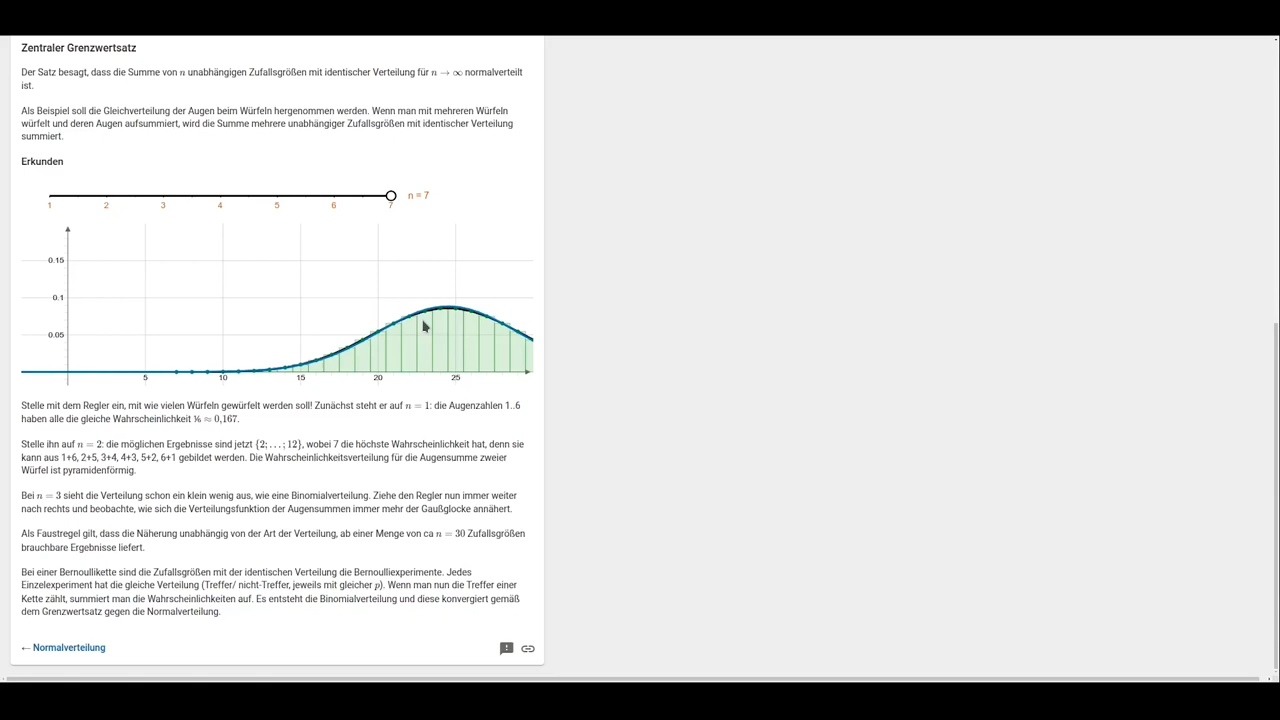 Zentraler Grenzwertsatz
Der Satz besagt, dass die Summe von n unabhängigen Zufallsgrößen mit identischer Verteilung für n → ∞ normalverteilt
ist.
Als Beispiel soll die Gleichverteilung der Augen beim Würfeln hergenommen werden. Wenn man mit mehreren Würfeln
würfelt und deren Augen aufsummiert, wird die Summe mehrere unabhängiger Zufallsgrößen mit identischer Verteilung
summiert.
Erkunden
n = 7
1 2 3 4 5 6 7
0.15
0.1
0.05
5 10 15 20 25
Stelle mit dem Regler ein, mit wie vielen Würfeln gewürfelt werden soll! Zunächst steht er auf n = 1: die Augenzahlen 1..6
haben alle die gleiche Wahrscheinlichkeit ⅙ ≈ 0,167.
Stelle ihn auf n = 2: die möglichen Ergebnisse sind jetzt {2; . . . ; 12}, wobei 7 die höchste Wahrscheinlichkeit hat, denn sie
kann aus 1+6, 2+5, 3+4, 4+3, 5+2, 6+1 gebildet werden. Die Wahrscheinlichkeitsverteilung für die Augensumme zweier
Würfel ist pyramidenförmig.
Bei n = 3 sieht die Verteilung schon ein klein wenig aus, wie eine Binomialverteilung. Ziehe den Regler nun immer weiter
nach rechts und beobachte, wie sich die Verteilungsfunktion der Augensummen immer mehr der Gaußglocke annähert.
Als Faustregel gilt, dass die Näherung unabhängig von der Art der Verteilung, ab einer Menge von ca n = 30 Zufallsgrößen
brauchbare Ergebnisse liefert.
Bei einer Bernoullikette sind die Zufallsgrößen mit der identischen Verteilung die Bernoulliexperimente. Jedes
Einzelexperiment hat die gleiche Verteilung (Treffer/ nicht-Treffer, jeweils mit gleicher p). Wenn man nun die Treffer einer
Kette zählt, summiert man die Wahrscheinlichkeiten auf. Es entsteht die Binomialverteilung und diese konvergiert gemäß
dem Grenzwertsatz gegen die Normalverteilung.
← Normalverteilung